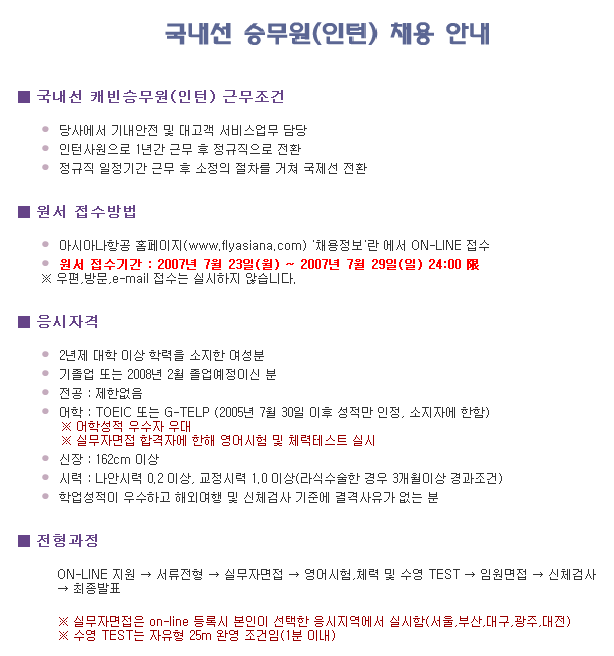 국내선 승무원(인턴) 채용 안내
■ 국내선 캐빈승무원(인턴) 근무조건
● 당사에서 기내안전 및 대고객 서비스업무 담당
● 인턴사원으로 1년간 근무 후 정규직으로 전환
● 정규직 일정기간 근무 후 소정의 절차를 거쳐 국제선 전환
■ 원서 접수방법
● 아시아나항공 홈페이지(www.flyasiana.com) '채용정보'란 에서 ON-LINE 접수
● 원서 접수기간 : 2007년 7월 23일(월) ~ 2007년 7월 29일(일) 24:00 限
※ 우편,방문,e-mail 접수는 실시하지 않습니다.
■ 응시자격
● 2년제 대학 이상 학력을 소지한 여성분
● 기졸업 또는 2008년 2월 졸업예정이신 분
● 전공 : 제한없음
● 어학 : TOEIC 또는 G-TELP (2005년 7월 30일 이후 성적만 인정, 소지자에 한함)
※ 어학성적 우수자 우대
※ 실무자면접 합격자에 한해 영어시험 및 체력테스트 실시
● 신장 : 162cm 이상
● 시력 : 나안시력 0.2 이상, 교정시력 1.0 이상(라식수술한 경우 3개월이상 경과조건)
● 학업성적이 우수하고 해외여행 및 신체검사 기준에 결격사유가 없는 분
■ 전형과정
ON-LINE 지원 → 서류전형 → 실무자면접 → 영어시험,체력 및 수영 TEST → 임원면접 → 신체검사
→ 최종발표
※ 실무자면접은 on-line 등록시 본인이 선택한 응시지역에서 실시함(서울,부산,대구,광주,대전)
※ 수영 TEST는 자유형 25m 완영 조건임(1분 이내)